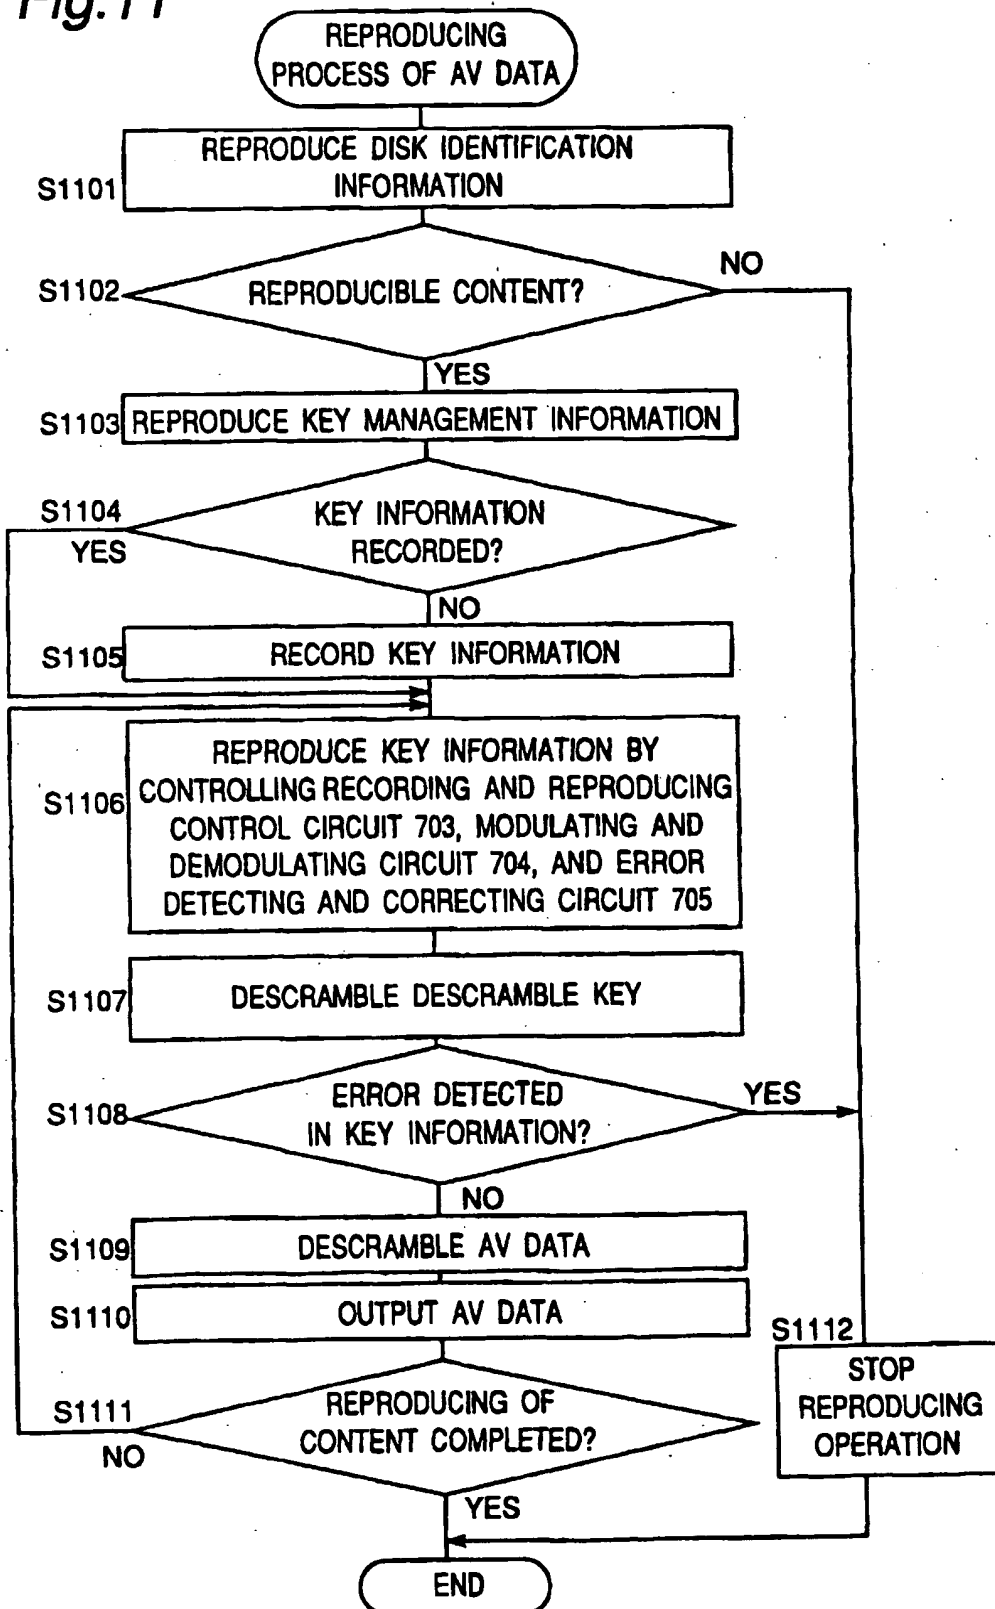 Fig.11
REPRODUCING
PROCESS OF AV DATA
REPRODUCE DISK IDENTIFICATION
INFORMATION
S1101
S1102
REPRODUCIBLE CONTENT?
NO
YES
S1103
REPRODUCE KEY MANAGEMENT INFORMATION
S1104
KEY INFORMATION
RECORDED?
YES
NO
S1105
RECORD KEY INFORMATION
S1106
REPRODUCE KEY INFORMATION BY
CONTROLLING RECORDING AND REPRODUCING
CONTROL CIRCUIT 703, MODULATING AND
DEMODULATING CIRCUIT 704, AND ERROR
DETECTING AND CORRECTING CIRCUIT 705
S1107
DESCRAMBLE DESCRAMBLE KEY
S1108
ERROR DETECTED
IN KEY INFORMATION?
YES
NO
S1109
DESCRAMBLE AV DATA
S1110
OUTPUT AV DATA
S1111
REPRODUCING OF
CONTENT COMPLETED?
NO
YES
S1112
STOP
REPRODUCING
OPERATION
END